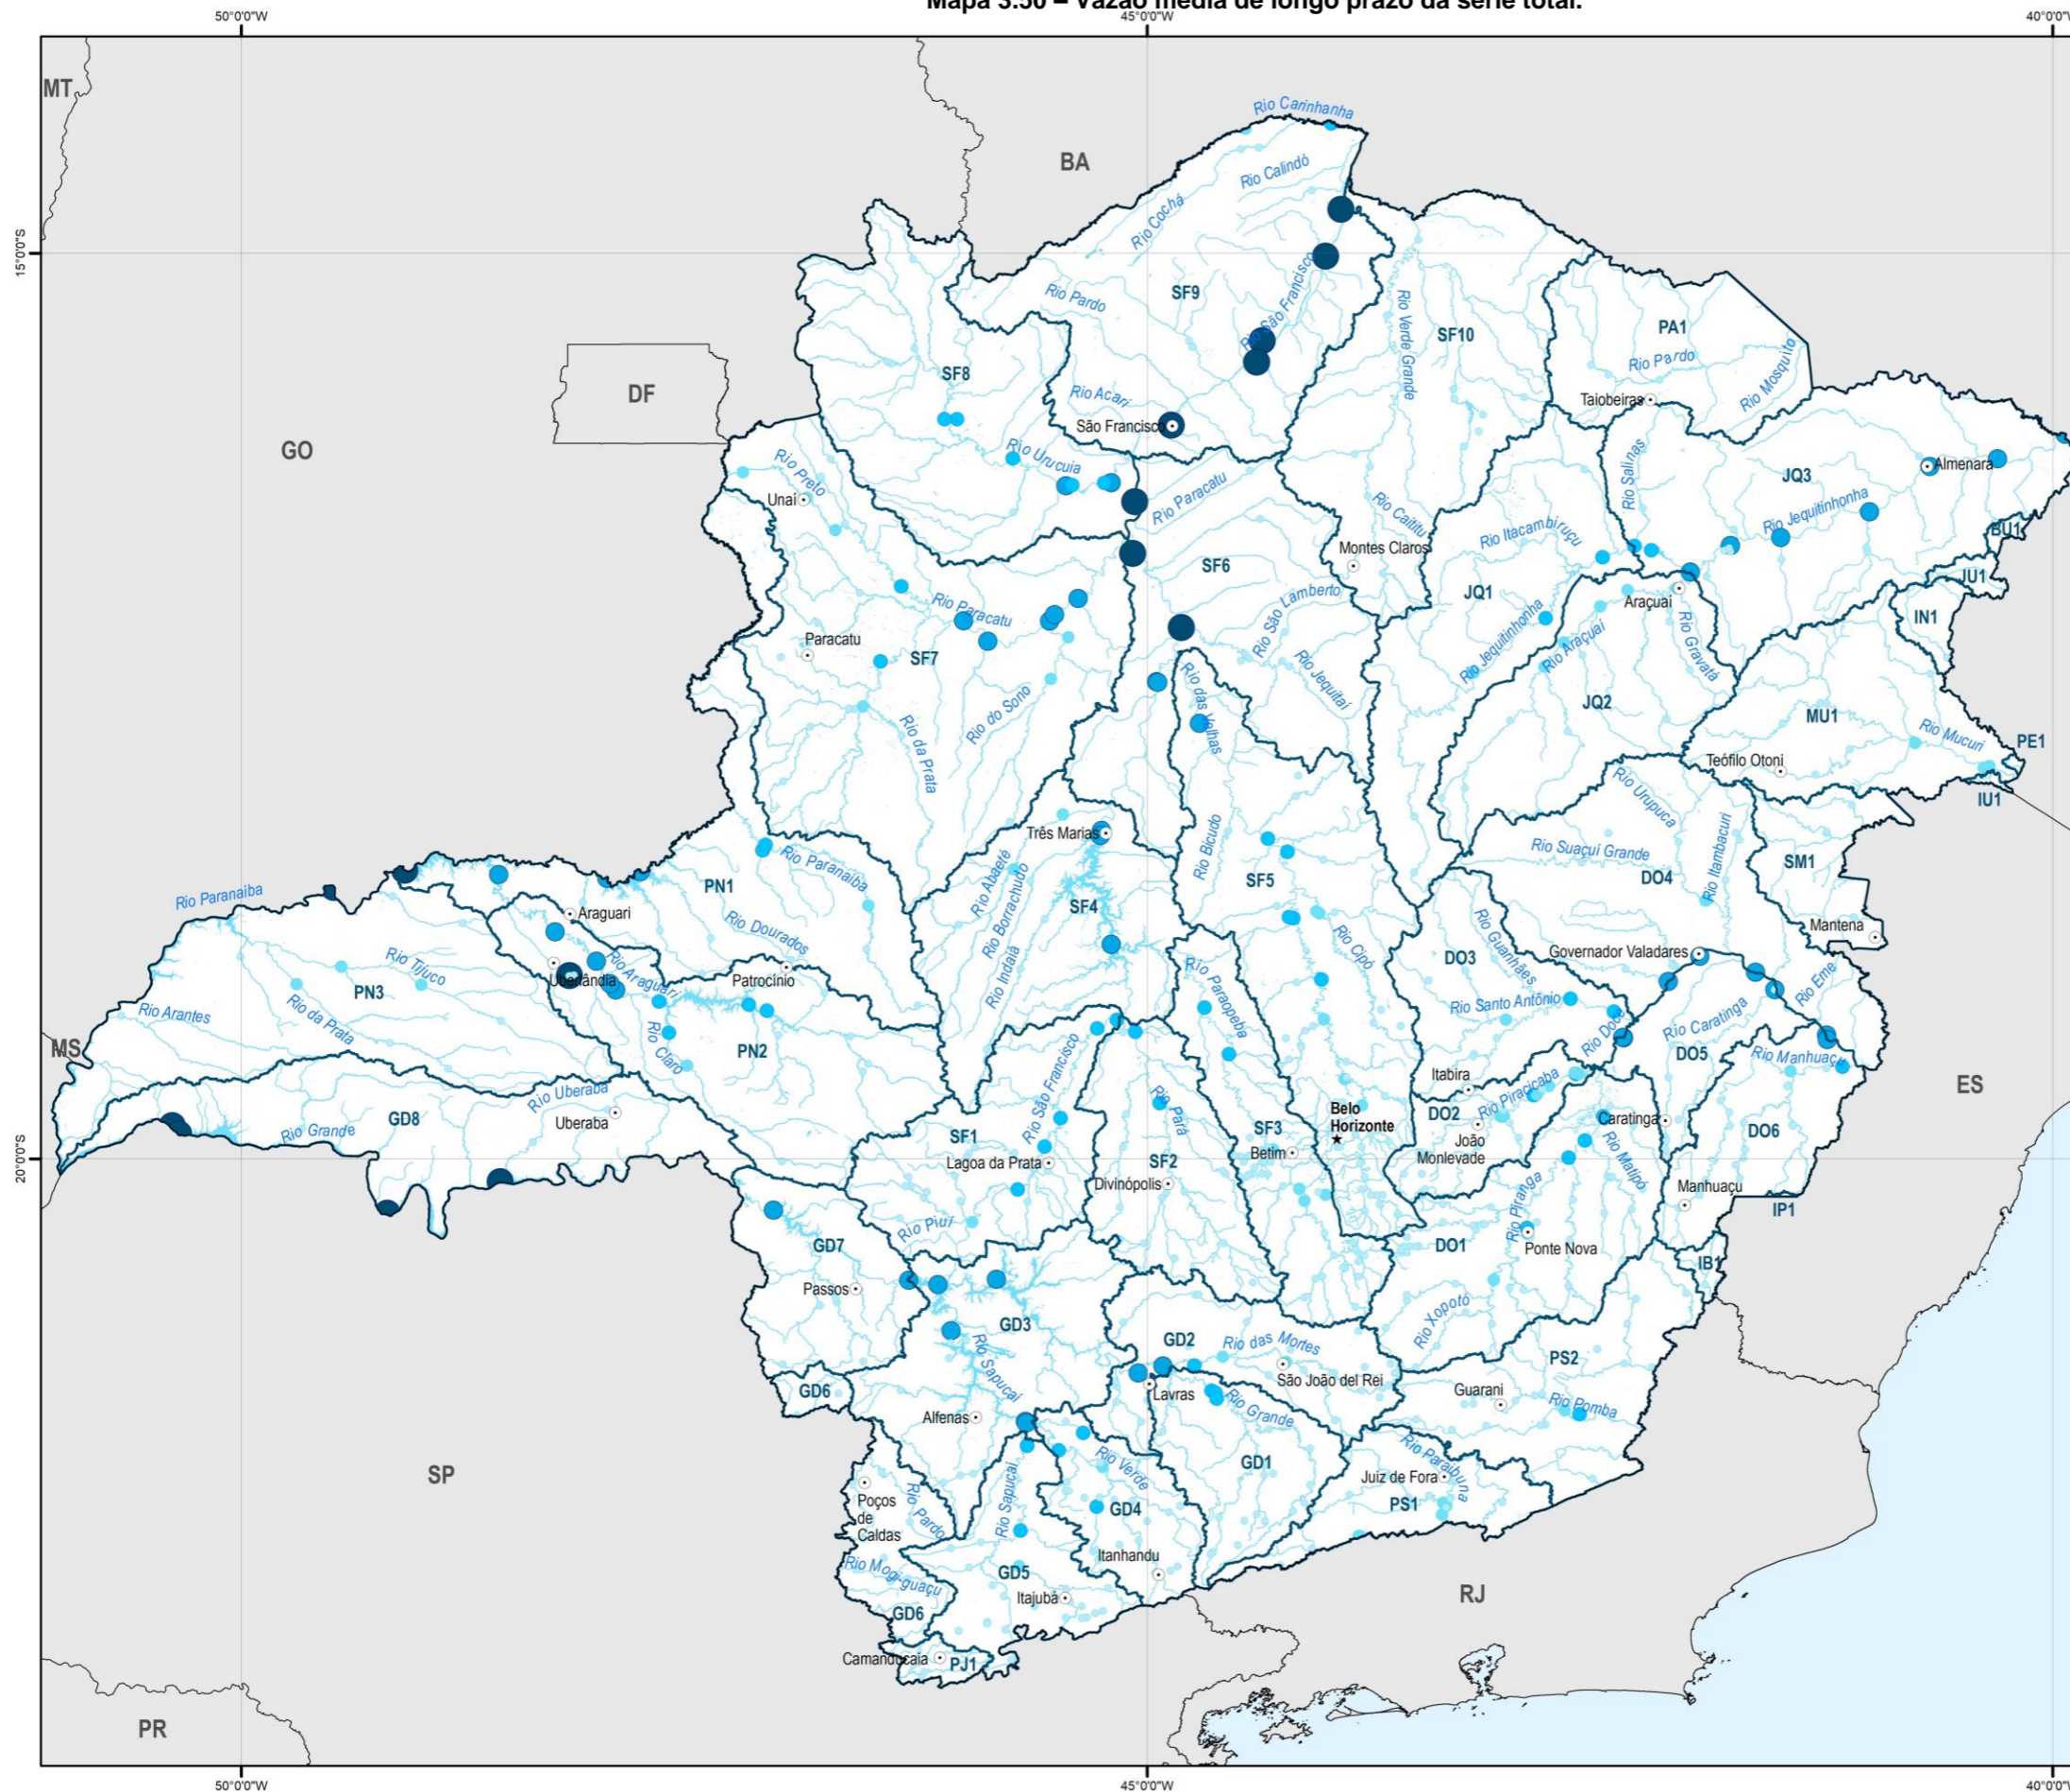 Mapa 3.50 – Vazão média de longo prazo da série total.
50°0'0"W
45°0'0"W
40°0'0"W
MT
Rio Carinhanha
BA
Rio Calindó
Rio Cochá
15°0'0"S
Rio São Francisco
SF9
Rio Pardo
Rio Verde Grande
SF10
PA1
Rio Pardo
Rio Mosquito
SF8
DF
Rio Acari
Taiobeiras
São Francisco
GO
Rio Urucuia
Rio Preto
Unaí
Rio Paracatu
Rio Salinas
JQ3
Almenara
Rio Jequitinhonha
Rio Caititu
Rio Itacambiruçu
BU1
Montes Claros
SF6
JU1
JQ1
Araçuaí
Rio São Lamberto
Rio Paracatu
IN1
Paracatu
SF7
Rio Jequitinhonha
Rio Araçuaí
Rio Gravatá
Rio das Velhas
Rio Jequitaí
JQ2
MU1
Rio do Sono
Rio da Prata
Rio Mucuri
PE1
Teófilo Otoni
IU1
Rio Urupuca
Três Marias
Rio Bicudo
Rio Suaçuí Grande
Rio Itambacuri
SM1
Rio Paranaíba
PN1
Rio Abaeté
Rio Borrachudo
SF5
DO4
Rio Paranaíba
SF4
Araguari
Rio Dourados
Rio Guanhães
Mantena
Rio Indaiá
Rio Cipó
DO3
Governador Valadares
Rio Tijuco
Uberlândia
Rio Araguari
Patrocínio
Rio Paraopeba
Rio Eme
PN3
Rio da Prata
Rio Arantes
Rio Santo Antônio
Rio Caratinga
Rio Doce
MS
Rio Claro
PN2
DO5
Rio Manhuaçu
Rio São Francisco
Itabira
ES
Rio Uberaba
GD8
Uberaba
Rio Grande
Rio Pará
Belo
Horizonte
DO2
Rio Piracicaba
Caratinga
DO6
SF1
SF3
João
Monlevade
20°0'0"S
Lagoa da Prata
SF2
Betim
Rio Matipó
Divinópolis
Manhuaçu
IP1
Rio Piuí
Rio Piranga
GD7
DO1
Ponte Nova
IB1
Passos
Rio Xopotó
GD3
GD2
Rio das Mortes
PS2
Rio Sapucaí
São João del Rei
GD6
Lavras
Guarani
Rio Grande
Rio Pomba
Alfenas
SP
Rio Verde
GD1
Rio Paraibuna
Juiz de Fora
Poços
de
Caldas
Rio Pardo
Rio Sapucaí
GD4
PS1
Itanhandu
Rio Mogi-guaçu
GD5
Itajubá
RJ
GD6
Camanducaia
PJ1
PR
50°0'0"W
45°0'0"W
40°0'0"W